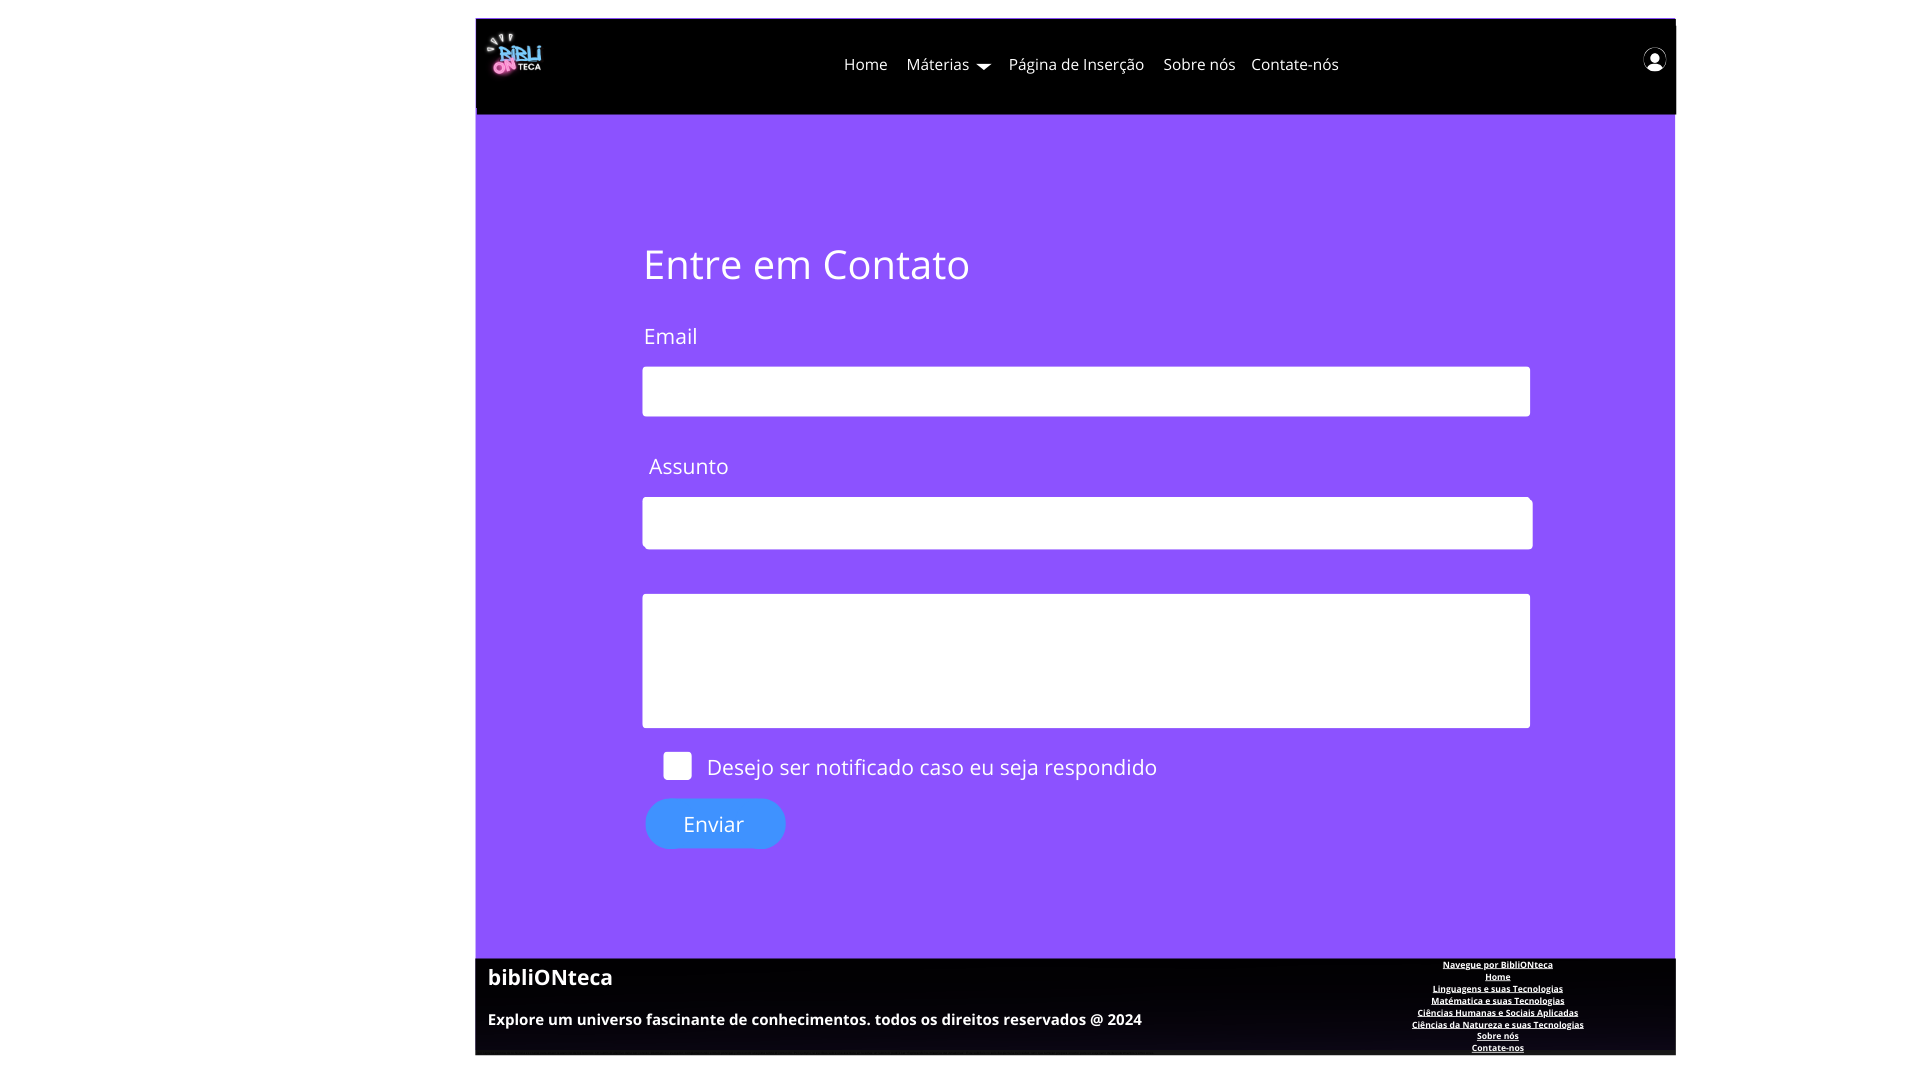 BiBLi
ON TECA
Home Máterias Página de Inserção Sobre nós Contate-nós
Entre em Contato
Email
Assunto
Desejo ser notificado caso eu seja respondido
Enviar
bibliONteca
Explore um universo fascinante de conhecimentos. todos os direitos reservados @ 2024
Navegue por BibliONteca
Home
Linguagens e suas Tecnologias
Matématica e suas Tecnologias
Ciências Humanas e Sociais Aplicadas
Ciências da Natureza e suas Tecnologias
Sobre nós
Contate-nos